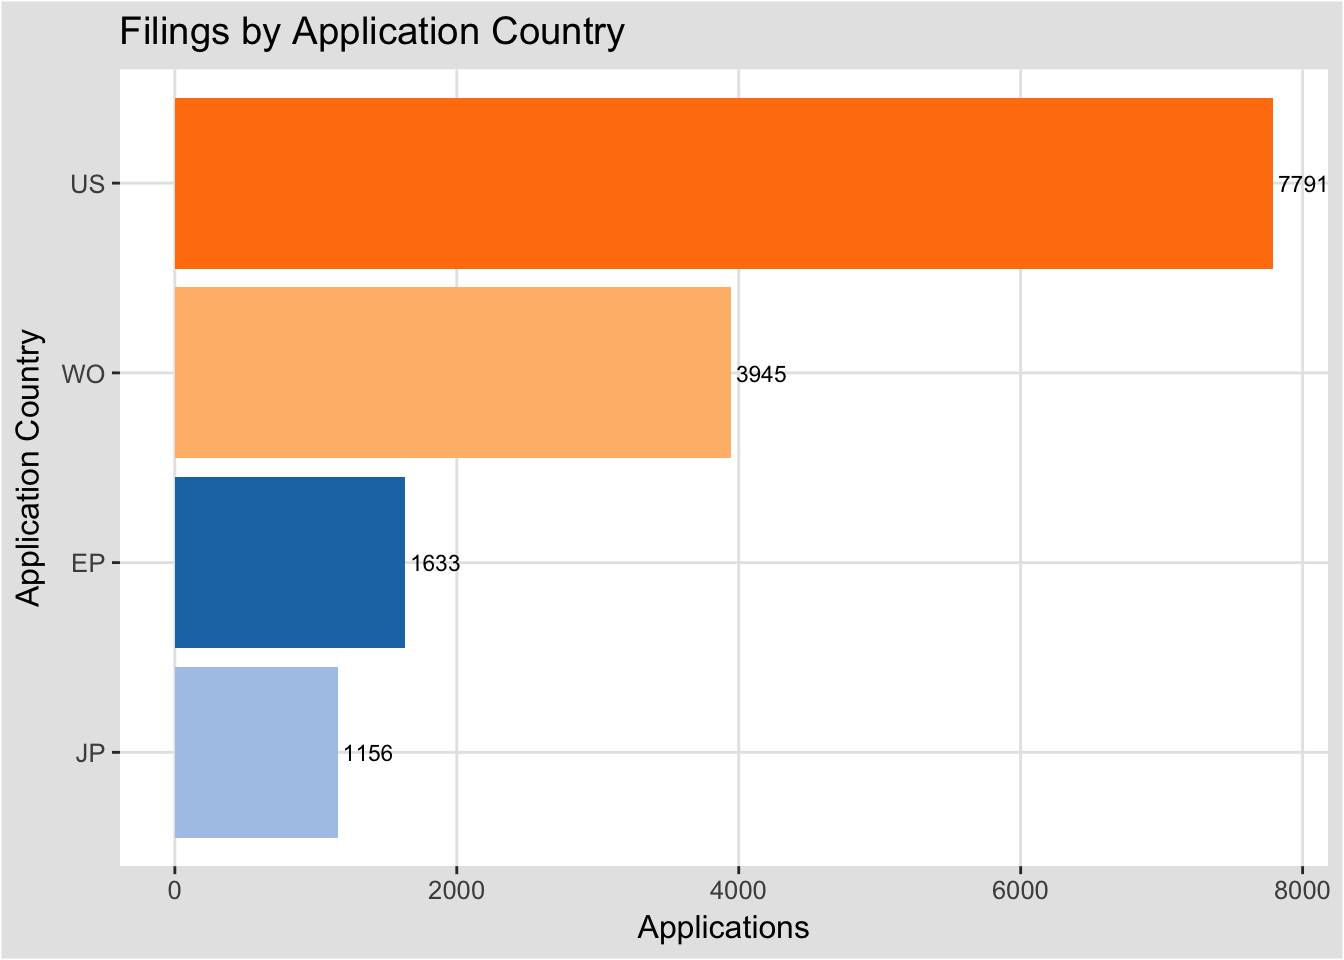 Filings by Application Country
US
7791
WO
3945
EP
1633
JP
1156
Application Country
0 2000 4000 6000 8000
Applications